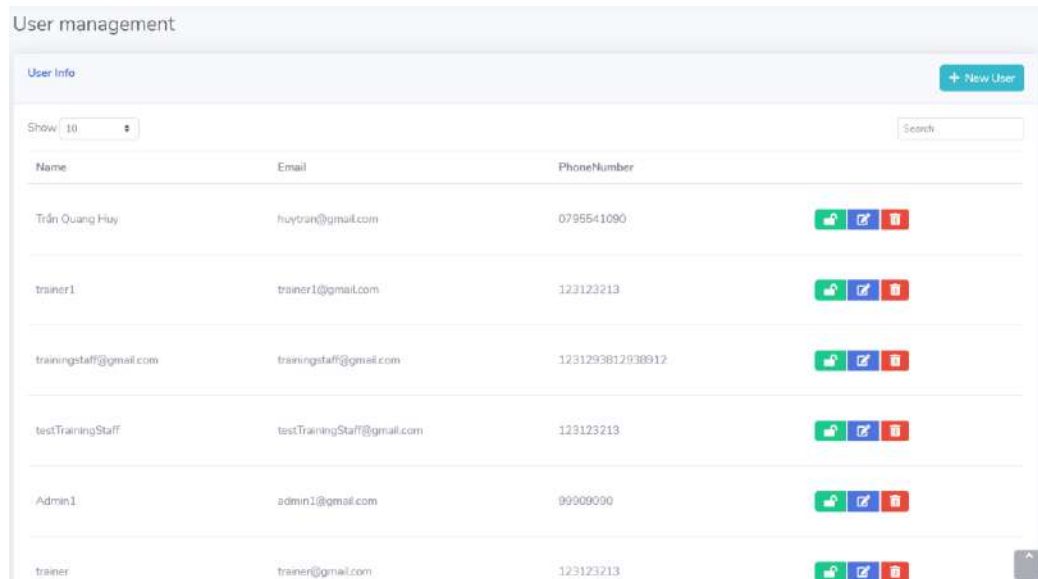 User management
User Info
+ New User
Show 10
Search
Name Email PhoneNumber
Trần Quang Huy huytran@gmail.com 0795541090
trainer1 trainer1@gmail.com 123123213
trainingstaff@gmail.com trainingstaff@gmail.com 1231293812938912
testTrainingStaff testTrainingStaff@gmail.com 123123213
Admin1 admin1@gmail.com 99909090
trainer trainer@gmail.com 123123213